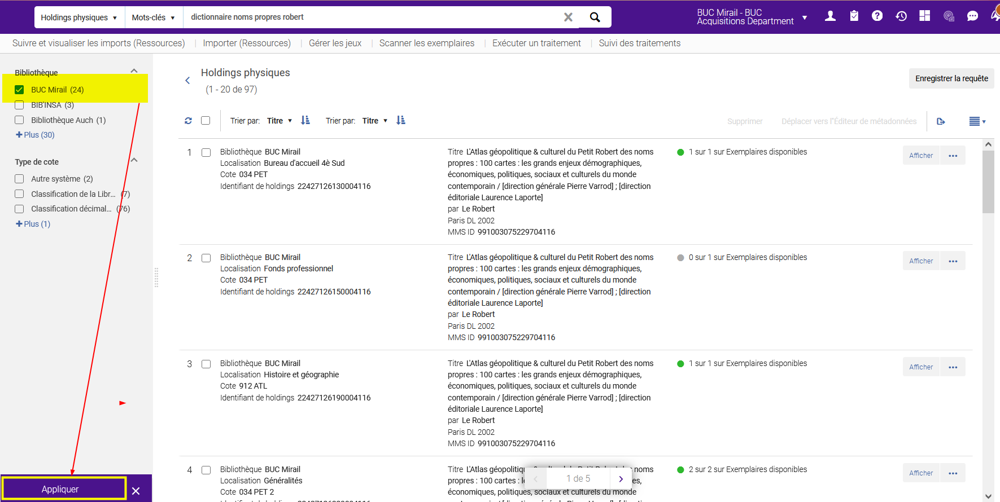 Holdings physiques
Mots-clés
dictionnaire noms propres robert
BUC Mirail - BUC
Acquisitions Department
Suivre et visualiser les imports (Ressources)
Importer (Ressources)
Gérer les jeux
Scanner les exemplaires
Exécuter un traitement
Suivi des traitements
Bibliothèque
BUC Mirail (24)
BIB'INSA (3)
Bibliothèque Auch (1)
Plus (30)
Type de cote
Autre système (2)
Classification de la Libr... (7)
Classification décimal... (76)
Plus (1)
Appliquer
Holdings physiques
(1 - 20 de 97)
Enregistrer la requête
Trier par: Titre
Trier par: Titre
Supprimer
Déplacer vers l'Éditeur de métadonnées
1
Bibliothèque BUC Mirail
Localisation Bureau d'accueil 4è Sud
Cote 034 PET
Identifiant de holdings 22427126130004116
Titre L'Atlas géopolitique & culturel du Petit Robert des noms
propres : 100 cartes : les grands enjeux démographiques,
économiques, politiques, sociaux et culturels du monde
contemporain / [direction générale Pierre Varrod] ; [direction
éditoriale Laurence Laporte]
par Le Robert
Paris DL 2002
MMS ID 991003075229704116
1 sur 1 sur Exemplaires disponibles
Afficher
2
Bibliothèque BUC Mirail
Localisation Fonds professionnel
Cote 034 PET
Identifiant de holdings 22427126150004116
Titre L'Atlas géopolitique & culturel du Petit Robert des noms
propres : 100 cartes : les grands enjeux démographiques,
économiques, politiques, sociaux et culturels du monde
contemporain / [direction générale Pierre Varrod] ; [direction
éditoriale Laurence Laporte]
par Le Robert
Paris DL 2002
MMS ID 991003075229704116
0 sur 1 sur Exemplaires disponibles
Afficher
3
Bibliothèque BUC Mirail
Localisation Histoire et géographie
Cote 912 ATL
Identifiant de holdings 22427126190004116
Titre L'Atlas géopolitique & culturel du Petit Robert des noms
propres : 100 cartes : les grands enjeux démographiques,
économiques, politiques, sociaux et culturels du monde
contemporain / [direction générale Pierre Varrod] ; [direction
éditoriale Laurence Laporte]
par Le Robert
Paris DL 2002
MMS ID 991003075229704116
1 sur 1 sur Exemplaires disponibles
Afficher
4
Bibliothèque BUC Mirail
Localisation Généralités
Cote 034 PET 2
Titre L'Atlas géopolitiq noms
propres : 100 cartes : les
économiques, politiques,
2 sur 2 sur Exemplaires disponibles
Afficher
1 de 5